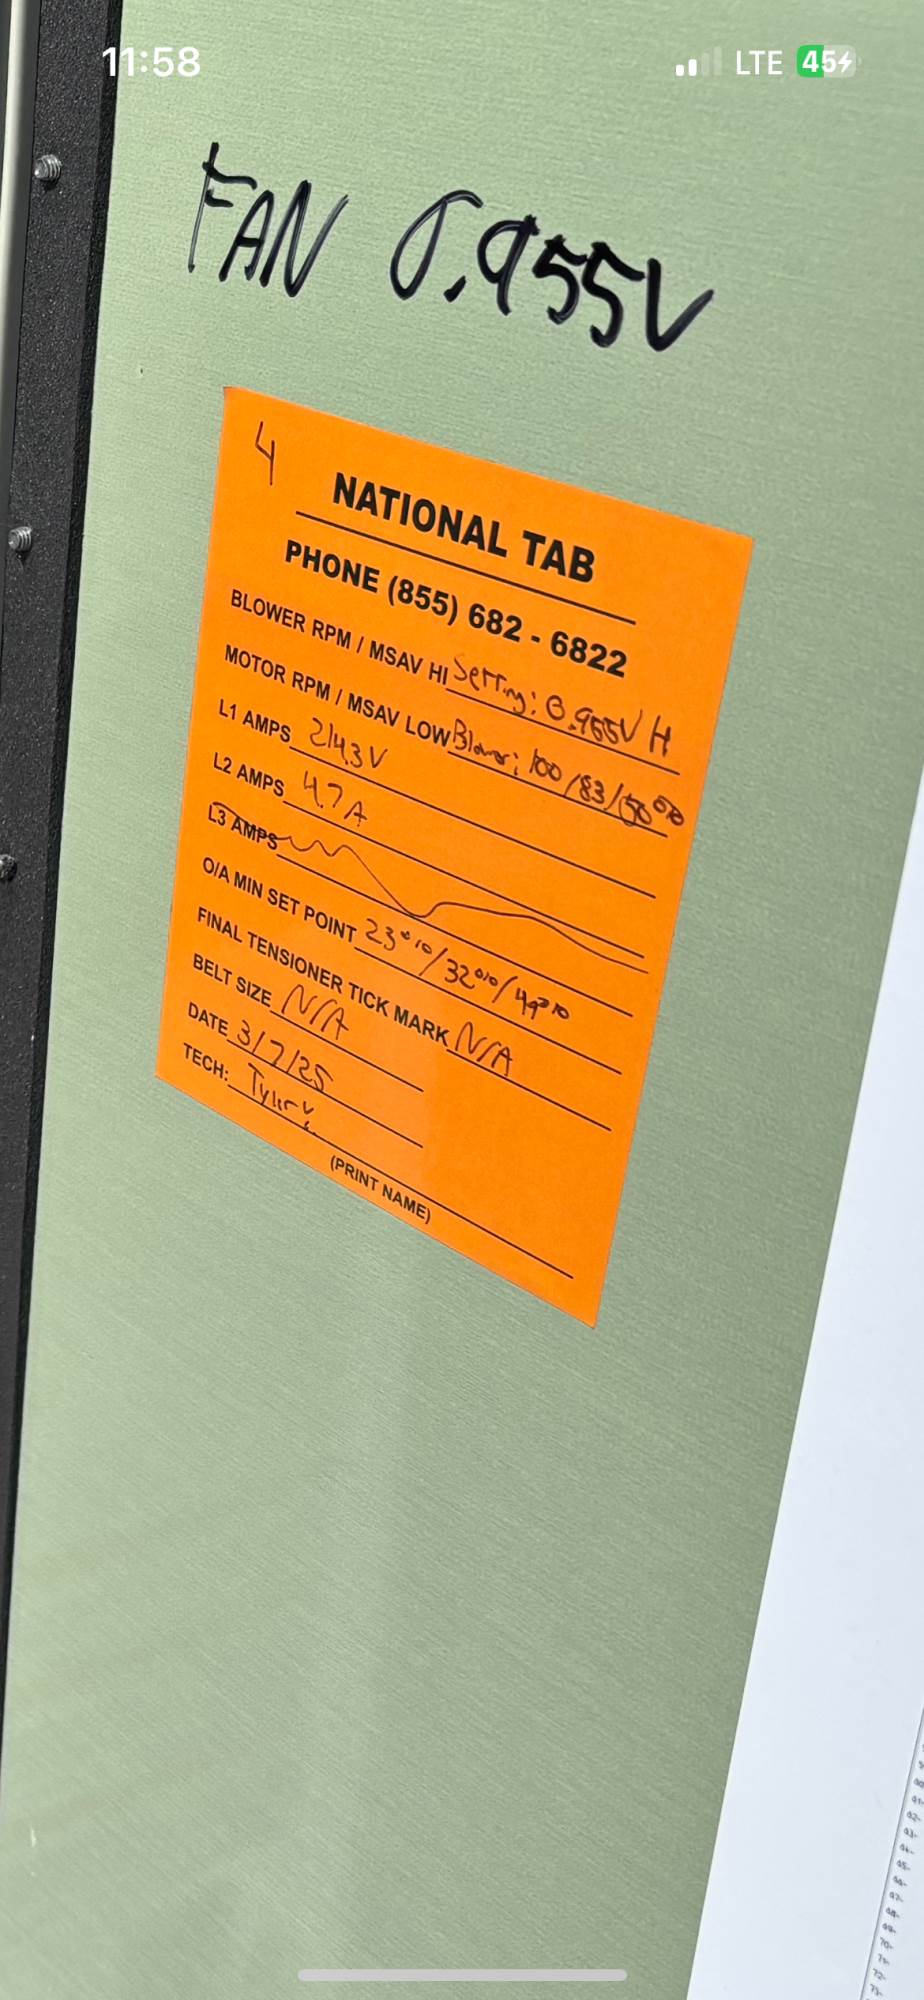 11:58
LTE 45
FAN 0.955V
4
NATIONAL TAB
PHONE (855) 682 - 6822
BLOWER RPM / MSAV HI Setting: 0.955V H
MOTOR RPM / MSAV LOW Blower: 100/83/50%
L1 AMPS 214.3V
L2 AMPS 4.7A
L3 AMPS
O/A MIN SET POINT 23%/32%/49%
FINAL TENSIONER TICK MARK N/A
BELT SIZE N/A
DATE 3/7/25
TECH: Tyler
(PRINT NAME)